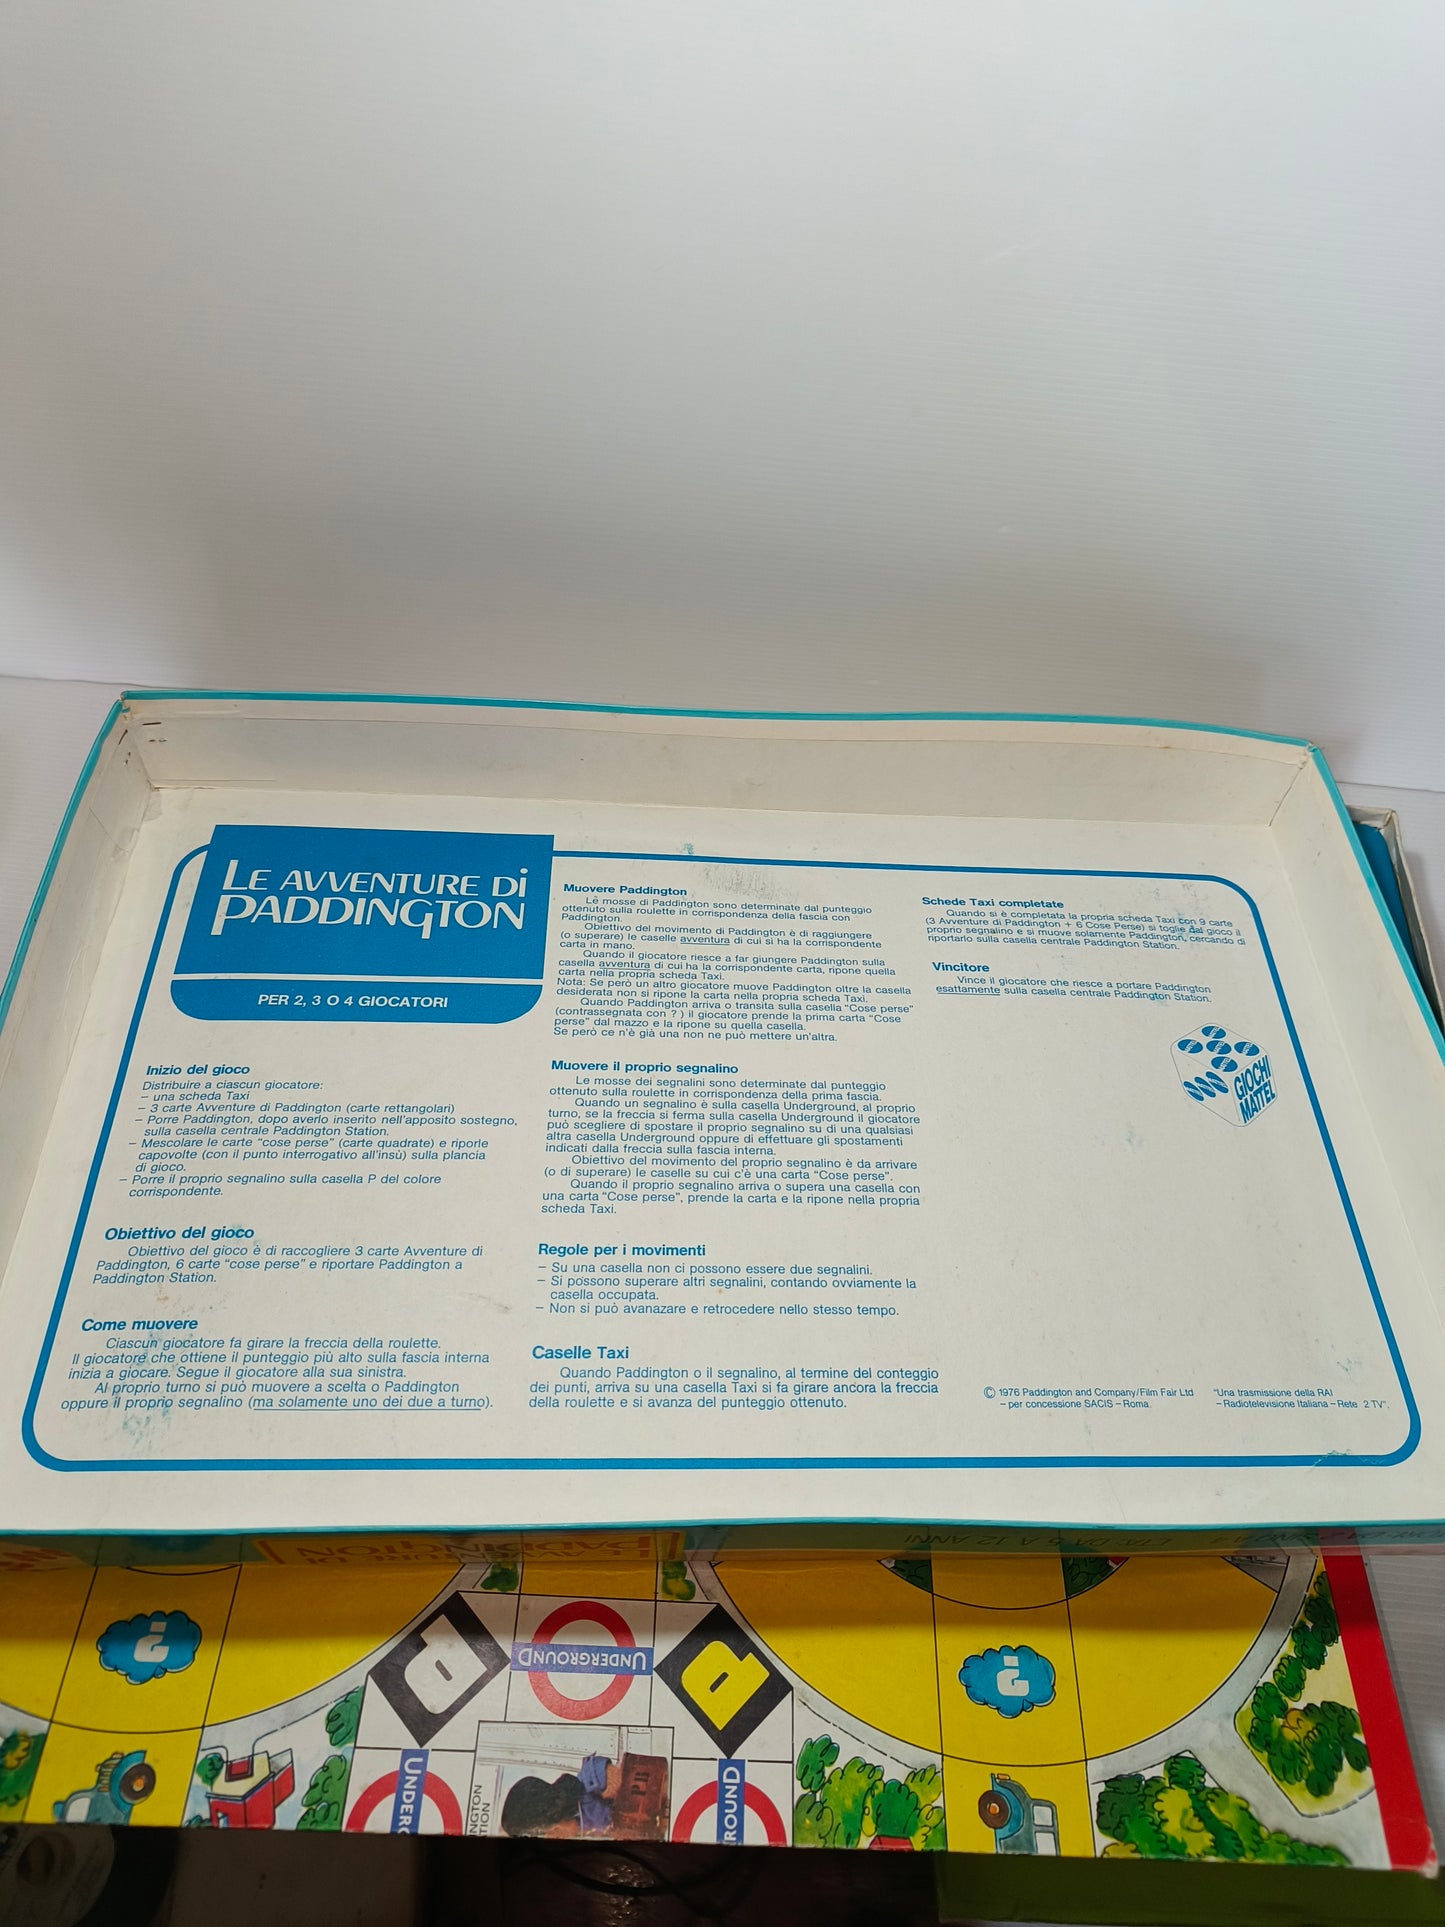 LE AVVENTURE Di
PADDINGTON
PER 2, 3 O 4 GIOCATORI
Inizio del gioco
Distribuire a ciascun giocatore:
– una scheda Taxi
– 3 carte Avventure di Paddington (carte rettangolari)
– Porre Paddington, dopo averlo inserito nell'apposito sostegno,
sulla casella centrale Paddington Station.
– Mescolare le carte "cose perse" (carte quadrate) e riporle
capovolte (con il punto interrogativo all'insù) sulla plancia
di gioco.
– Porre il proprio segnalino sulla casella P del colore
corrispondente.
Obiettivo del gioco
Obiettivo del gioco è di raccogliere 3 carte Avventure di
Paddington, 6 carte "cose perse" e riportare Paddington a
Paddington Station.
Come muovere
Ciascun giocatore fa girare la freccia della roulette.
Il giocatore che ottiene il punteggio più alto sulla fascia interna
inizia a giocare. Segue il giocatore alla sua sinistra.
Al proprio turno si può muovere a scelta o Paddington
oppure il proprio segnalino (ma solamente uno dei due a turno).
Muovere Paddington
Le mosse di Paddington sono determinate dal punteggio
ottenuto sulla roulette in corrispondenza della fascia con
Paddington.
Obiettivo del movimento di Paddington è di raggiungere
(o superare) le caselle avventura di cui si ha la corrispondente
carta in mano.
Quando il giocatore riesce a far giungere Paddington sulla
casella avventura di cui ha la corrispondente carta, ripone quella
carta nella propria scheda Taxi.
Nota: Se però un altro giocatore muove Paddington oltre la casella
desiderata non si ripone la carta nella propria scheda Taxi.
Quando Paddington arriva o transita sulla casella "Cose perse"
(contrassegnata con ? ) il giocatore prende la prima carta "Cose
perse" dal mazzo e la ripone su quella casella.
Se però ce n'è già una non ne può mettere un'altra.
Muovere il proprio segnalino
Le mosse dei segnalini sono determinate dal punteggio
ottenuto sulla roulette in corrispondenza della prima fascia.
Quando un segnalino è sulla casella Underground, al proprio
turno, se la freccia si ferma sulla casella Underground il giocatore
può scegliere di spostare il proprio segnalino su di una qualsiasi
altra casella Underground oppure di effettuare gli spostamenti
indicati dalla freccia sulla fascia interna.
Obiettivo del movimento del proprio segnalino è da arrivare
(o di superare) le caselle su cui c'è una carta "Cose perse".
Quando il proprio segnalino arriva o supera una casella con
una carta "Cose perse", prende la carta e la ripone nella propria
scheda Taxi.
Regole per i movimenti
– Su una casella non ci possono essere due segnalini.
– Si possono superare altri segnalini, contando ovviamente la
casella occupata.
– Non si può avanazare e retrocedere nello stesso tempo.
Caselle Taxi
Quando Paddington o il segnalino, al termine del conteggio
dei punti, arriva su una casella Taxi si fa girare ancora la freccia
della roulette e si avanza del punteggio ottenuto.
Schede Taxi completate
Quando si è completata la propria scheda Taxi con 9 carte
(3 Avventure di Paddington + 6 Cose Perse) si toglie dal gioco il
proprio segnalino e si muove solamente Paddington, cercando di
riportarlo sulla casella centrale Paddington Station.
Vincitore
Vince il giocatore che riesce a portare Paddington
esattamente sulla casella centrale Paddington Station.
GIOCHI
MATTEL
© 1976 Paddington and Company/Film Fair Ltd
– per concessione SACIS – Roma.
"Una trasmissione della RAI
– Radiotelevisione Italiana – Rete 2 TV".
LE AVVENTURE DI
PADDINGTON
ETÀ: DA 5 A 12 ANNI
?
P
UNDERGROUND
P
?
UNDERG
NGTON
TION
PB
ROUND